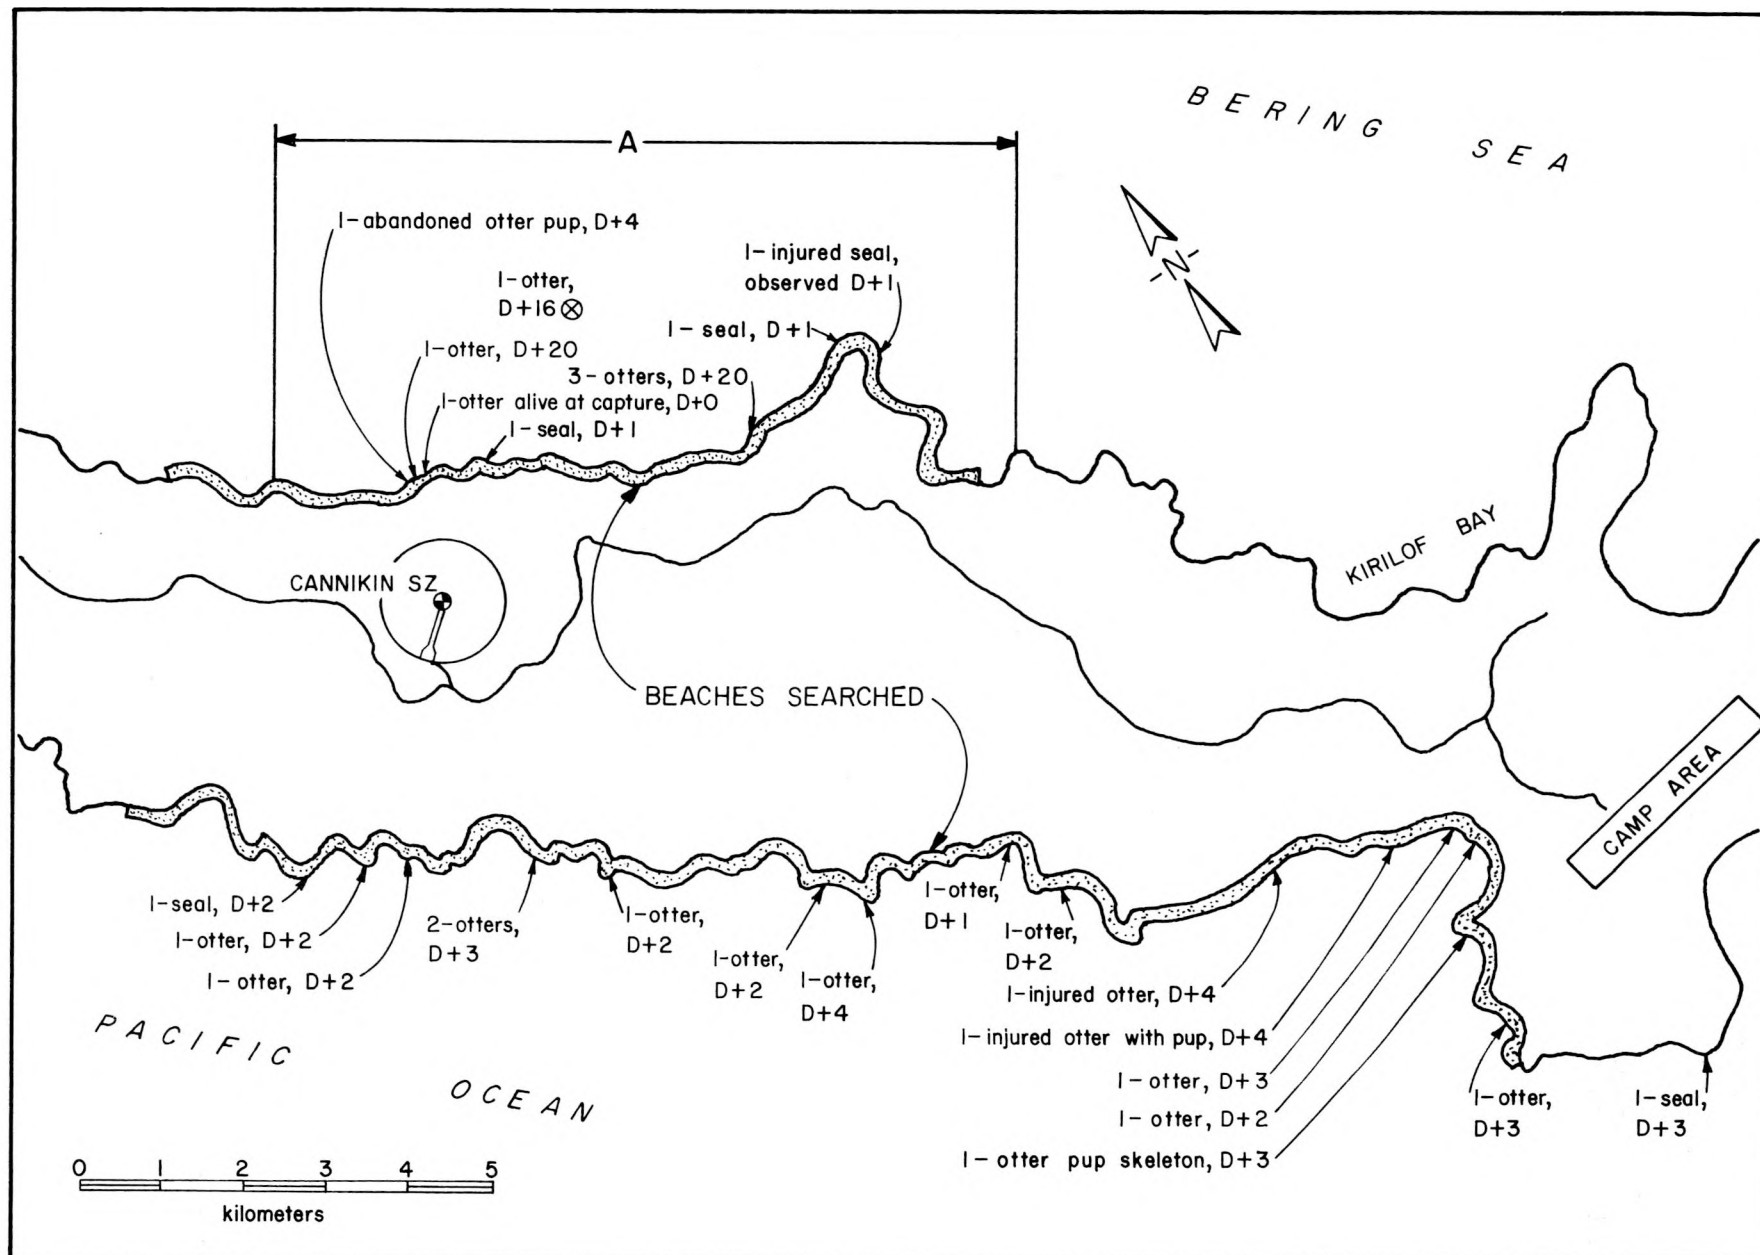 BERING SEA
A
1-abandoned otter pup, D+4
1-otter,
D+16
1-injured seal,
observed D+1
1-seal, D+1
1-otter, D+20
3-otters, D+20
1-otter alive at capture, D+0
1-seal, D+1
N
KIRILOF BAY
CANNIKIN SZ
BEACHES SEARCHED
CAMP AREA
1-seal, D+2
1-otter, D+2
1-otter, D+2
2-otters,
D+3
1-otter,
D+2
1-otter,
D+2
1-otter,
D+4
1-otter,
D+1
1-otter,
D+2
1-injured otter, D+4
1-injured otter with pup, D+4
1-otter, D+3
1-otter, D+2
1-otter pup skeleton, D+3
1-otter,
D+3
1-seal,
D+3
PACIFIC
OCEAN
0 1 2 3 4 5
kilometers